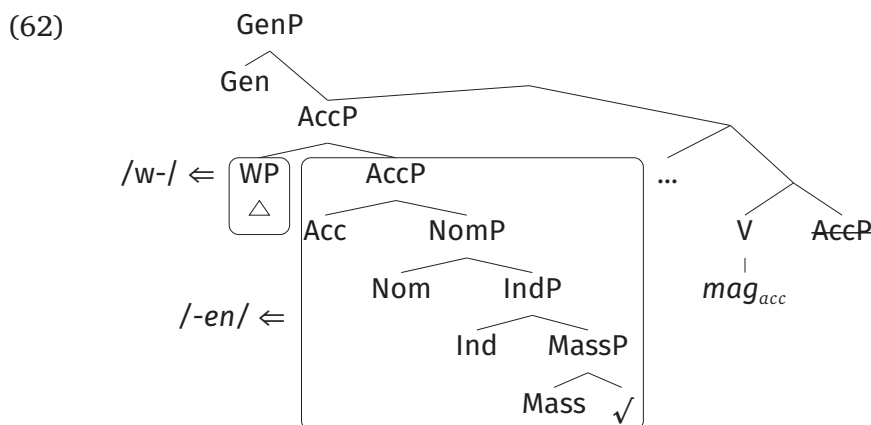 (62)
GenP
Gen
AccP
/w-/ ⇐ WP AccP ...
△ Acc NomP V AccP
Nom IndP mag_acc
/-en/ ⇐
Ind MassP
Mass √